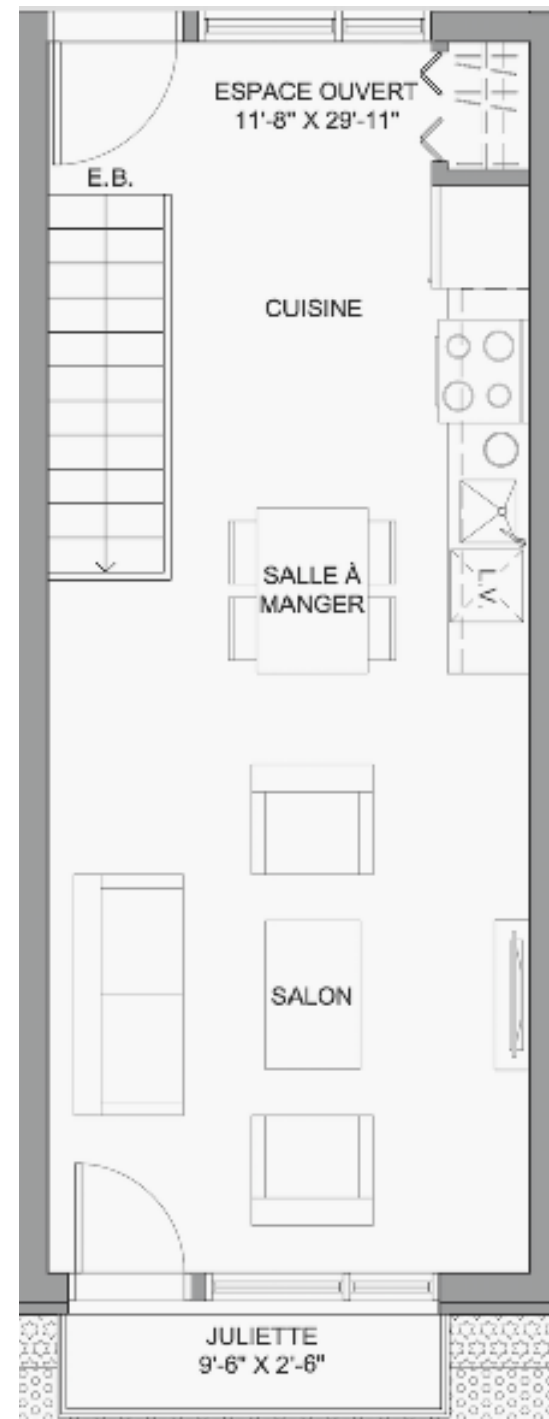 ESPACE OUVERT
11'-8" X 29'-11"
E.B.
CUISINE
SALLE À
MANGER
L.V.
SALON
JULIETTE
9'-6" X 2'-6"